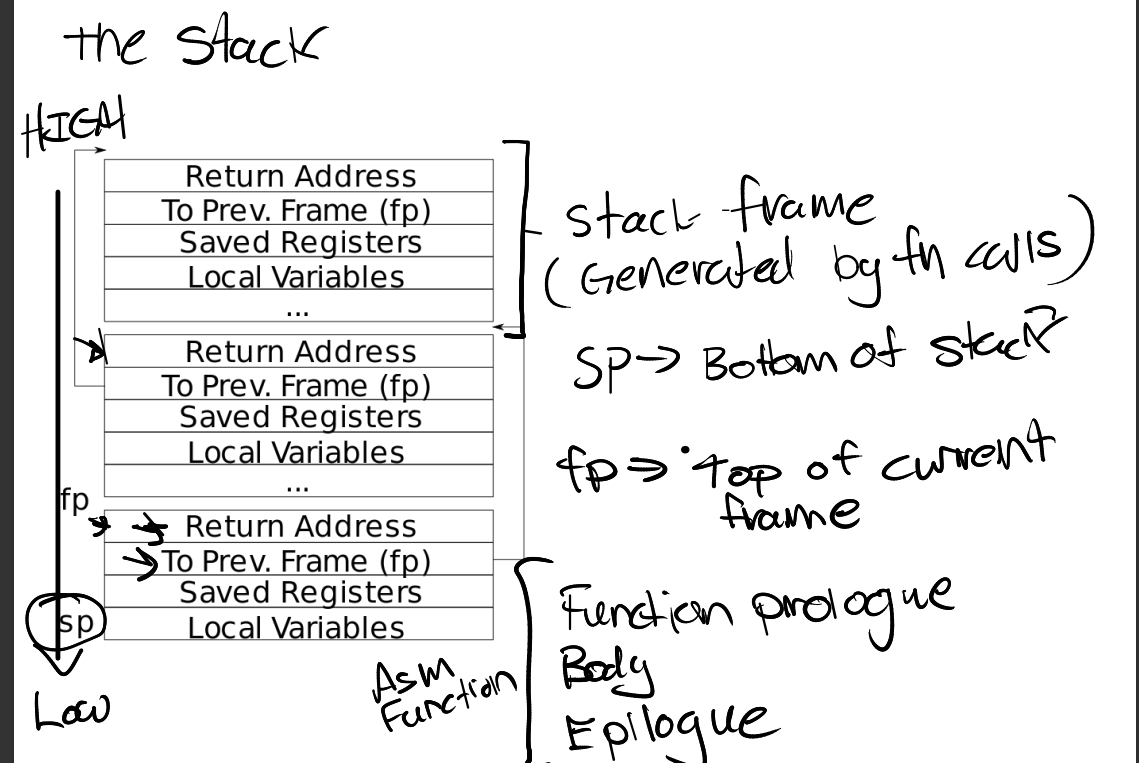 The Stack
HIGH
Return Address
To Prev. Frame (fp)
Saved Registers
Local Variables
...
Stack frame
(Generated by fn calls)
Return Address
To Prev. Frame (fp)
Saved Registers
Local Variables
...
SP → Bottom of stack
fp ⇒ Top of current
frame
fp
Return Address
To Prev. Frame (fp)
Saved Registers
sp
Local Variables
Low
Asm
Function
Function prologue
Body
Epilogue